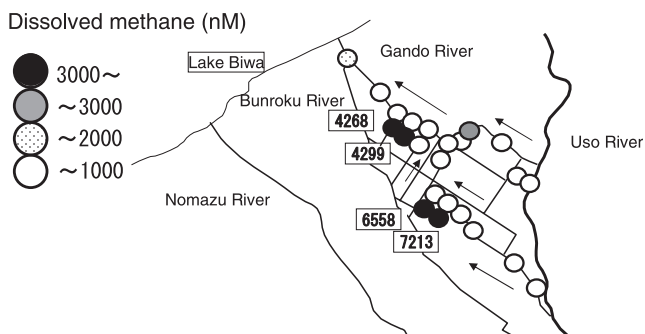 Dissolved methane (nM)
3000～
～3000
～2000
～1000
Lake Biwa
Gando River
Bunroku River
4268
4299
Uso River
Nomazu River
6558
7213